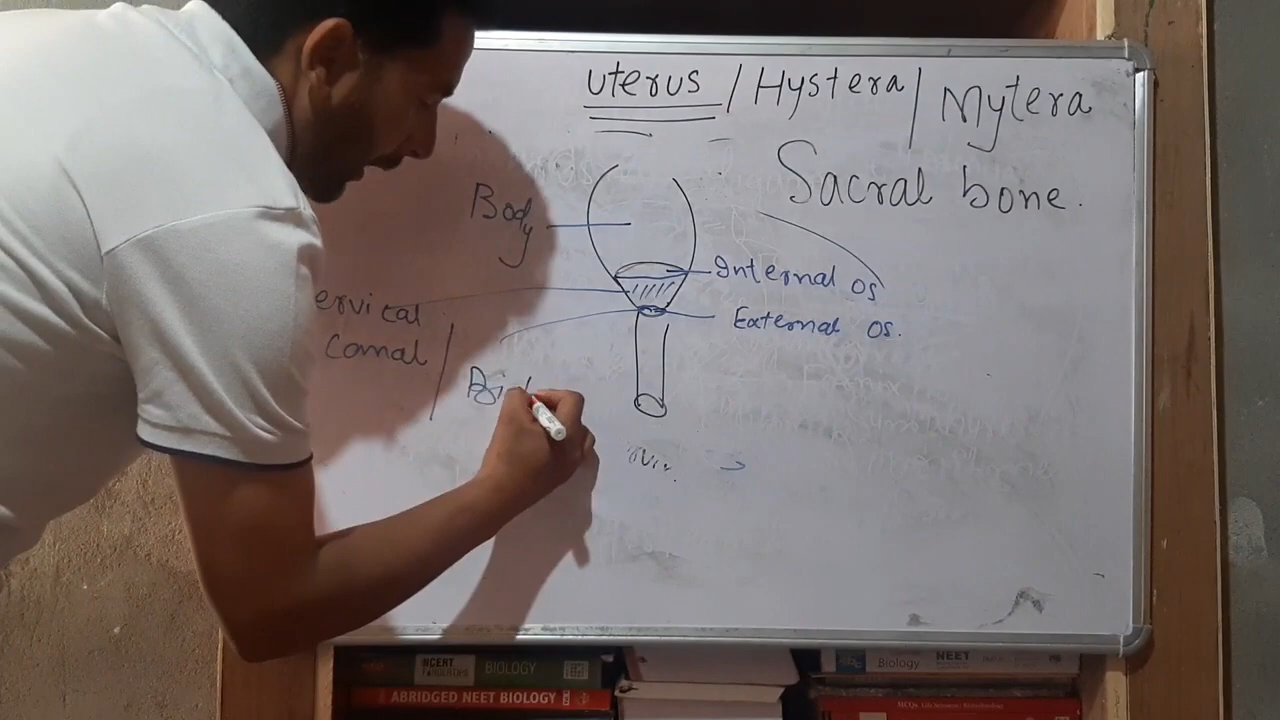 uterus / Hystera / Mytera
Sacral bone.
Body
Internal os
External os.
ervical
Canal /
NCERT
BIOLOGY
ABRIDGED NEET BIOLOGY
Biology
NEET